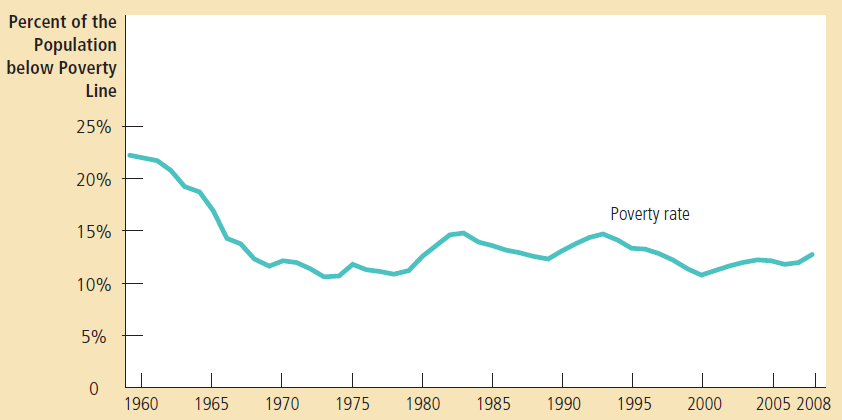 Percent of the
Population
below Poverty
Line
25%
20%
Poverty rate
15%
10%
5%
0
1960 1965 1970 1975 1980 1985 1990 1995 2000 2005 2008